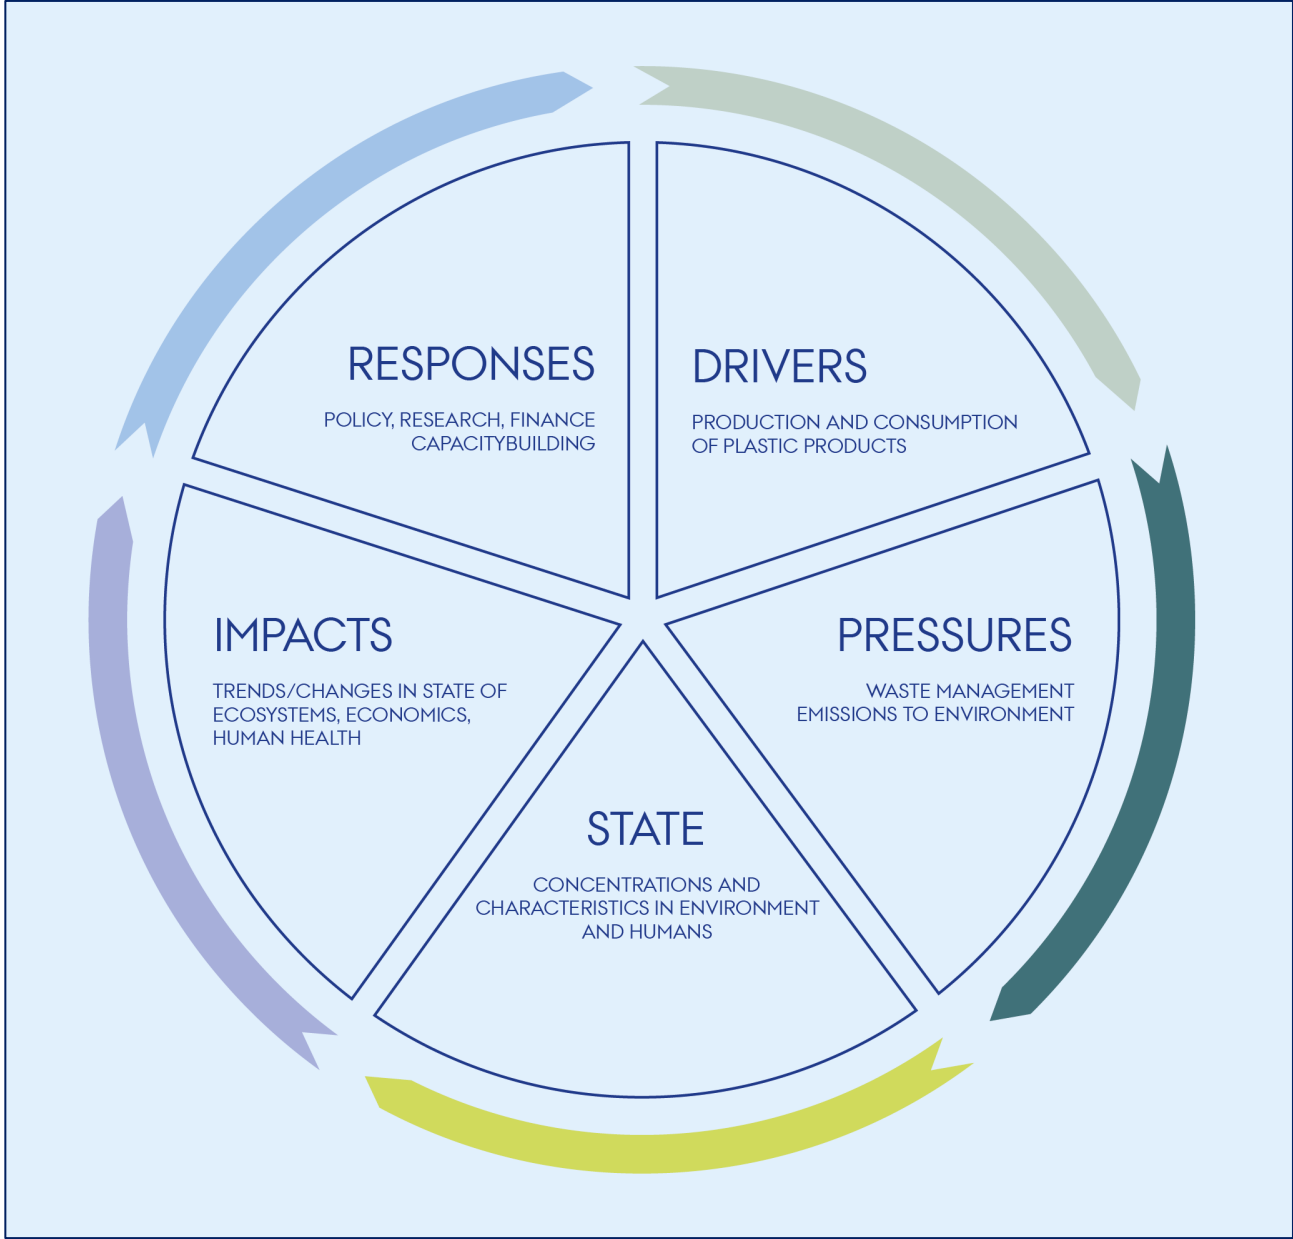 RESPONSES
POLICY, RESEARCH, FINANCE
CAPACITYBUILDING
DRIVERS
PRODUCTION AND CONSUMPTION
OF PLASTIC PRODUCTS
IMPACTS
TRENDS/CHANGES IN STATE OF
ECOSYSTEMS, ECONOMICS,
HUMAN HEALTH
PRESSURES
WASTE MANAGEMENT
EMISSIONS TO ENVIRONMENT
STATE
CONCENTRATIONS AND
CHARACTERISTICS IN ENVIRONMENT
AND HUMANS